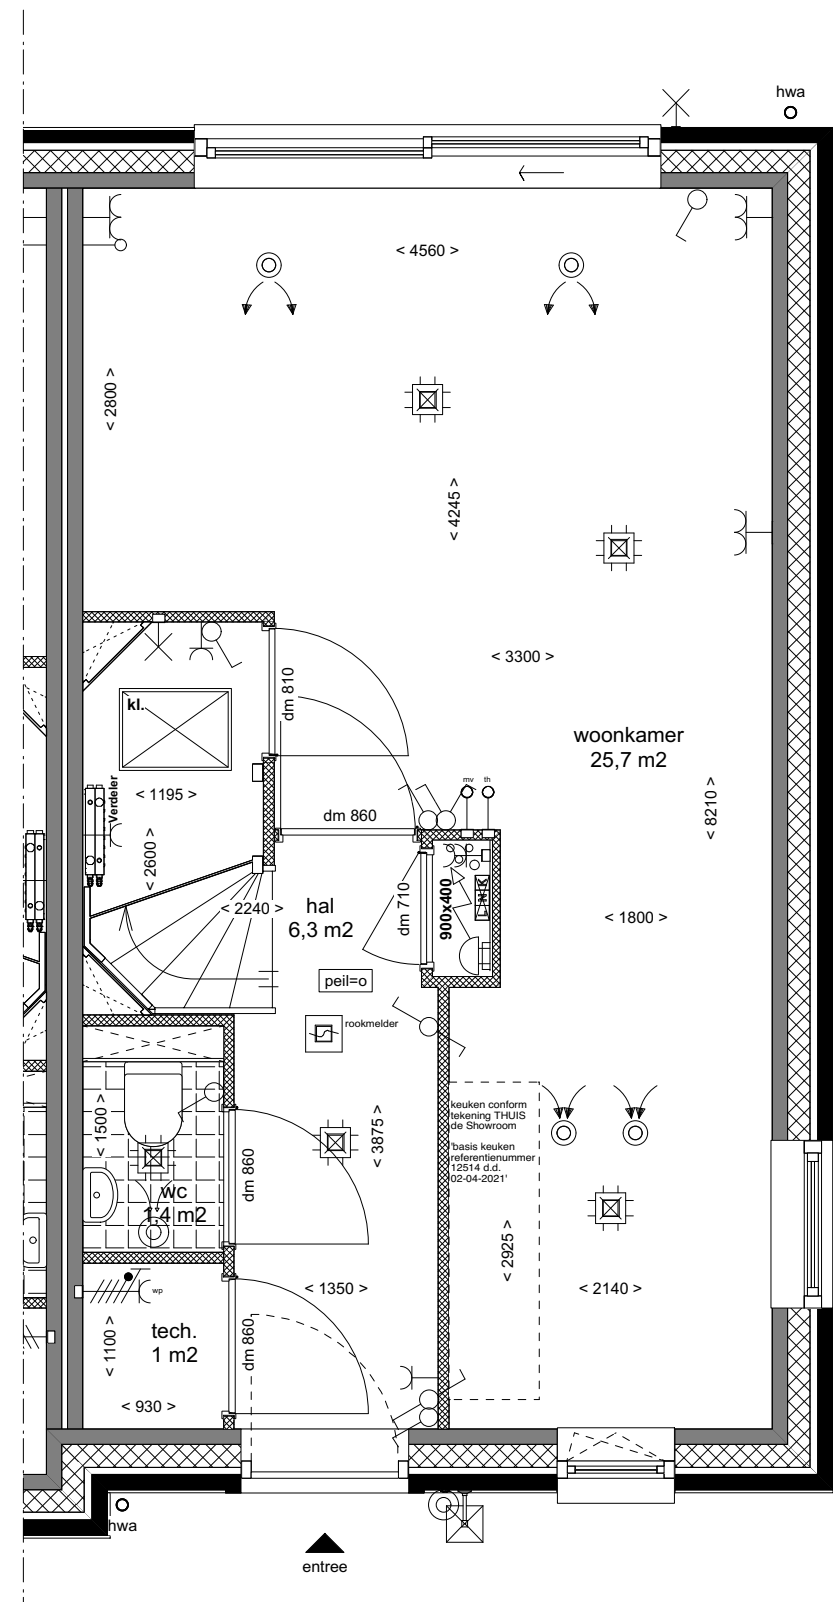 hwa
< 4560 >
< 2800 >
< 4245 >
< 3300 >
dm 810
kl.
woonkamer
25,7 m2
Verdeler
< 1195 >
mv
th
< 8210 >
dm 860
< 2600 >
hal
6,3 m2
< 2240 >
dm 710
900x400
< 1800 >
peil=o
rookmelder
keuken conform
tekening THUIS
de Showroom
'basis keuken
referentienummer
12514 d.d.
02-04-2021'
< 1500 >
< 3875 >
dm 860
wc
1,4 m2
< 2925 >
< 1350 >
< 2140 >
wp
tech.
1 m2
< 1100 >
dm 860
< 930 >
hwa
entree